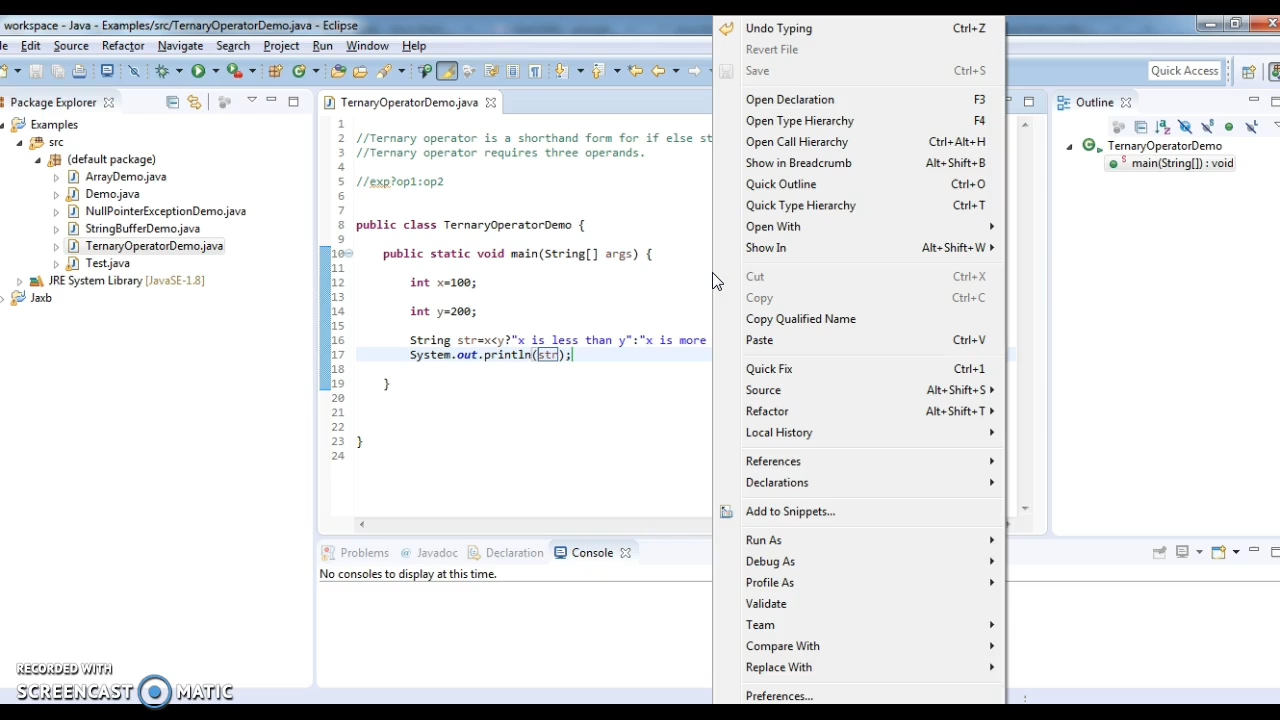 workspace - Java - Examples/src/TernaryOperatorDemo.java - Eclipse
Edit Source Refactor Navigate Search Project Run Window Help
Quick Access
Package Explorer
Examples
src
(default package)
ArrayDemo.java
Demo.java
NullPointerExceptionDemo.java
StringBufferDemo.java
TernaryOperatorDemo.java
Test.java
JRE System Library [JavaSE-1.8]
Jaxb
TernaryOperatorDemo.java
1
2 //Ternary operator is a shorthand form for if else st
3 //Ternary operator requires three operands.
4
5 //exp?op1:op2
6
7
8 public class TernaryOperatorDemo {
9
10 public static void main(String[] args) {
11
12 int x=100;
13
14 int y=200;
15
16 String str=x<y?"x is less than y":"x is more
17 System.out.println(str);
18
19 }
20
21
22
23 }
24
Undo Typing Ctrl+Z
Revert File
Save Ctrl+S
Open Declaration F3
Open Type Hierarchy F4
Open Call Hierarchy Ctrl+Alt+H
Show in Breadcrumb Alt+Shift+B
Quick Outline Ctrl+O
Quick Type Hierarchy Ctrl+T
Open With
Show In Alt+Shift+W
Cut Ctrl+X
Copy Ctrl+C
Copy Qualified Name
Paste Ctrl+V
Quick Fix Ctrl+1
Source Alt+Shift+S
Refactor Alt+Shift+T
Local History
References
Declarations
Add to Snippets...
Run As
Debug As
Profile As
Validate
Team
Compare With
Replace With
Preferences...
Outline
TernaryOperatorDemo
main(String[]) : void
Problems Javadoc Declaration Console
No consoles to display at this time.
RECORDED WITH
SCREENCAST MATIC